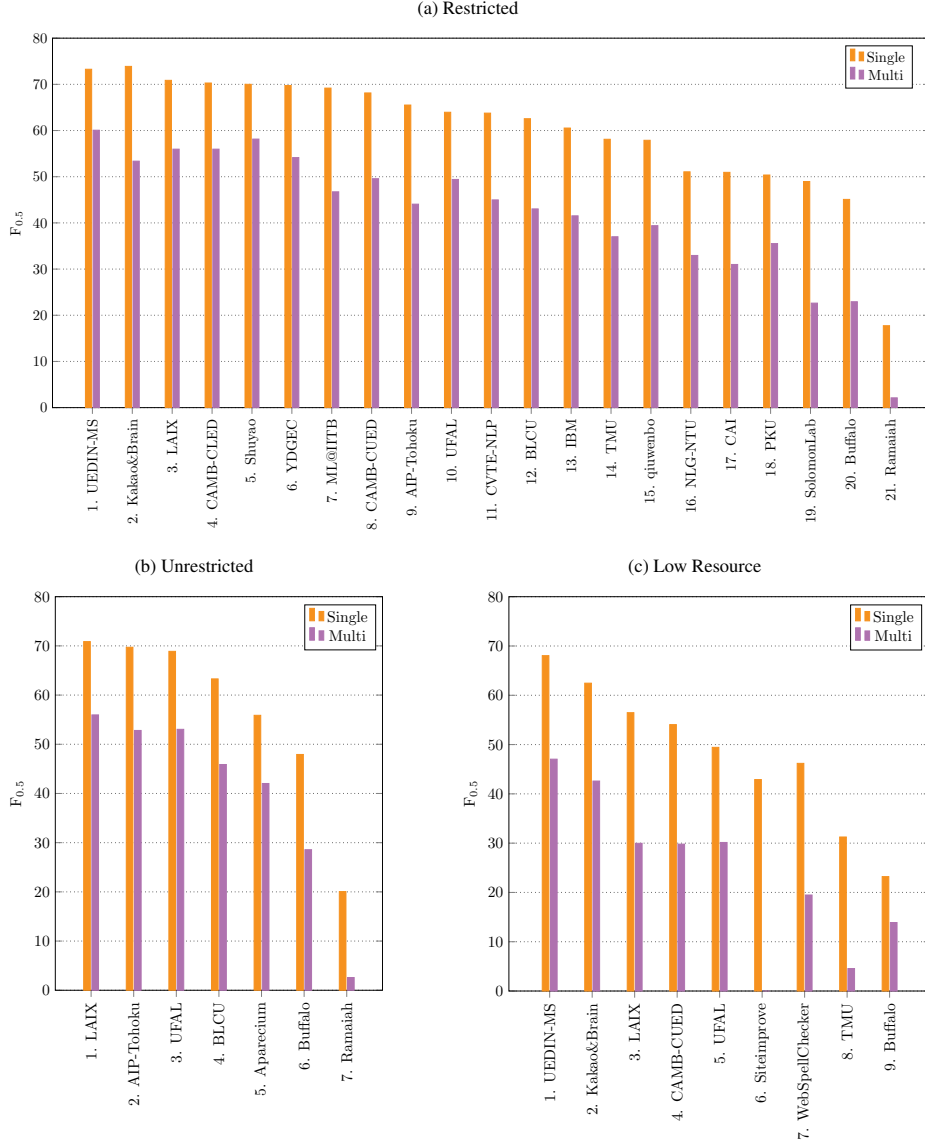 (a) Restricted
80
70
60
50
40
30
20
10
0
F0.5
Single
Multi
1. UEDIN-MS
2. Kakao&Brain
3. LAIX
4. CAMB-CLED
5. Shuyao
6. YDGEC
7. ML@IITB
8. CAMB-CUED
9. AIP-Tohoku
10. UFAL
11. CVTE-NLP
12. BLCU
13. IBM
14. TMU
15. qiuwenbo
16. NLG-NTU
17. CAI
18. PKU
19. SolomonLab
20. Buffalo
21. Ramaiah
(b) Unrestricted
80
70
60
50
40
30
20
10
0
F0.5
Single
Multi
1. LAIX
2. AIP-Tohoku
3. UFAL
4. BLCU
5. Aparecium
6. Buffalo
7. Ramaiah
(c) Low Resource
80
70
60
50
40
30
20
10
0
F0.5
Single
Multi
1. UEDIN-MS
2. Kakao&Brain
3. LAIX
4. CAMB-CUED
5. UFAL
6. Siteimprove
7. WebSpellChecker
8. TMU
9. Buffalo